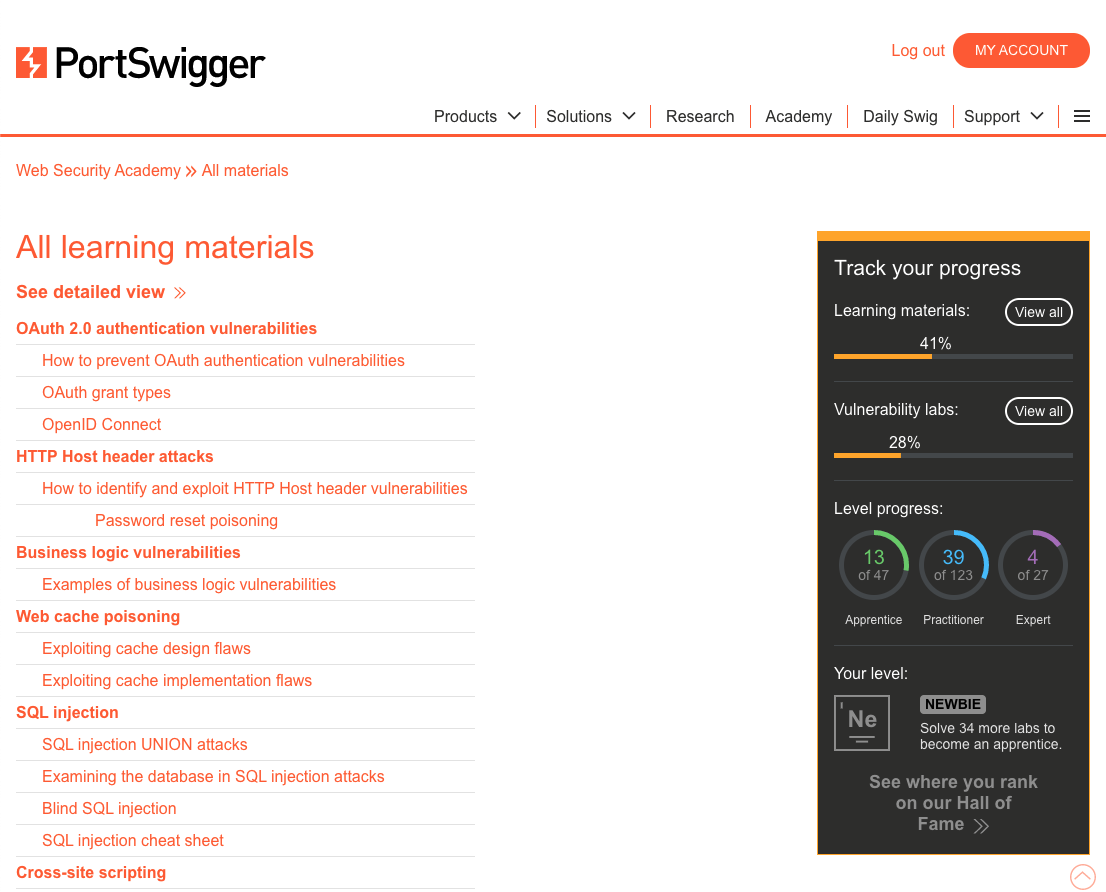 PortSwigger
Log out
MY ACCOUNT
Products
Solutions
Research
Academy
Daily Swig
Support
Web Security Academy
All materials
All learning materials
See detailed view
OAuth 2.0 authentication vulnerabilities
How to prevent OAuth authentication vulnerabilities
OAuth grant types
OpenID Connect
HTTP Host header attacks
How to identify and exploit HTTP Host header vulnerabilities
Password reset poisoning
Business logic vulnerabilities
Examples of business logic vulnerabilities
Web cache poisoning
Exploiting cache design flaws
Exploiting cache implementation flaws
SQL injection
SQL injection UNION attacks
Examining the database in SQL injection attacks
Blind SQL injection
SQL injection cheat sheet
Cross-site scripting
Track your progress
Learning materials:
View all
41%
Vulnerability labs:
View all
28%
Level progress:
13
of 47
39
of 123
4
of 27
Apprentice
Practitioner
Expert
Your level:
Ne
NEWBIE
Solve 34 more labs to
become an apprentice.
See where you rank
on our Hall of
Fame